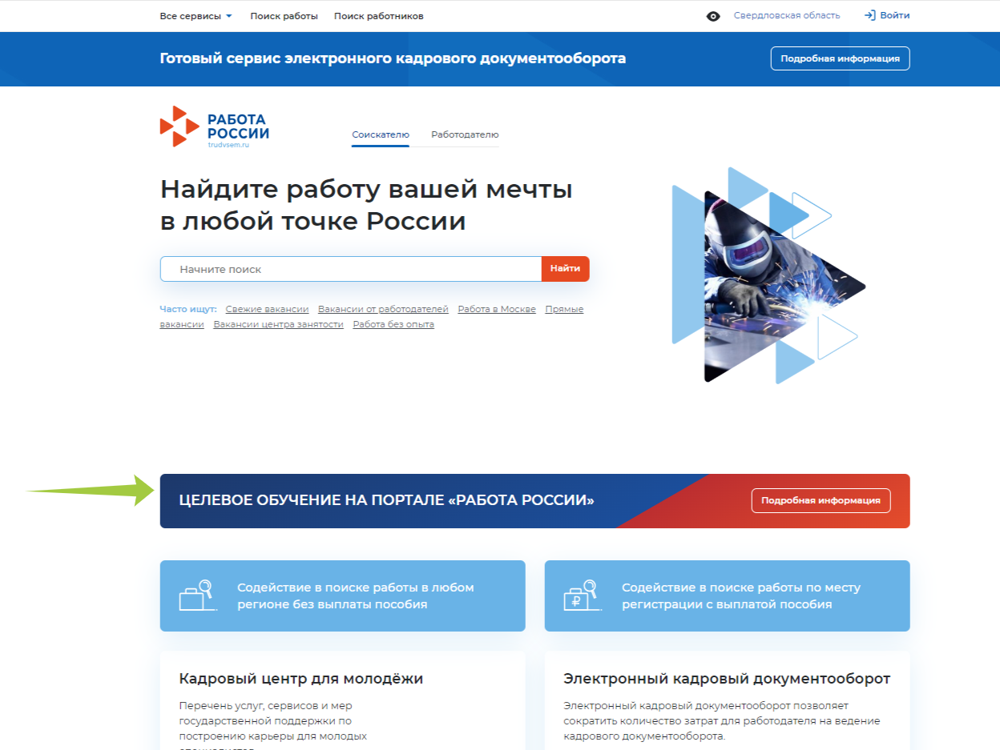 Все сервисы
Поиск работы
Поиск работников
Свердловская область
Войти
Готовый сервис электронного кадрового документооборота
Подробная информация
РАБОТА
РОССИИ
trudvsem.ru
Соискателю
Работодателю
Найдите работу вашей мечты
в любой точке России
Начните поиск
Найти
Часто ищут: Свежие вакансии Вакансии от работодателей Работа в Москве Прямые
вакансии Вакансии центра занятости Работа без опыта
ЦЕЛЕВОЕ ОБУЧЕНИЕ НА ПОРТАЛЕ «РАБОТА РОССИИ»
Подробная информация
Содействие в поиске работы в любом
регионе без выплаты пособия
Содействие в поиске работы по месту
регистрации с выплатой пособия
Кадровый центр для молодёжи
Перечень услуг, сервисов и мер
государственной поддержки по
построению карьеры для молодых
Электронный кадровый документооборот
Электронный кадровый документооборот позволяет
сократить количество затрат для работодателя на ведение
кадрового документооборота.